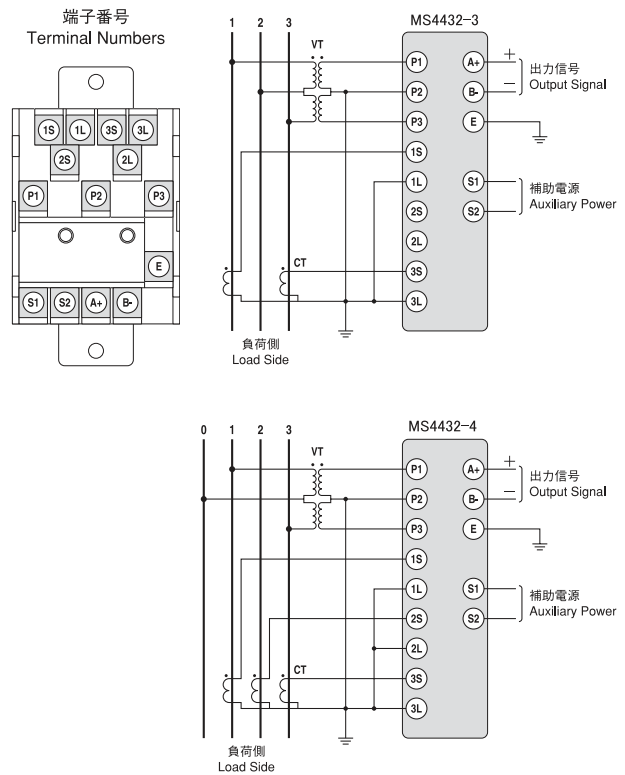 端子番号
Terminal Numbers
1S 1L 3S 3L
2S 2L
P1 P2 P3
E
S1 S2 A+ B-
1 2 3
MS4432-3
VT
P1
P2
P3
1S
1L
2S
2L
3S
3L
A+
B-
E
S1
S2
+
−
出力信号
Output Signal
補助電源
Auxiliary Power
CT
負荷側
Load Side
0 1 2 3
MS4432-4
VT
P1
P2
P3
1S
1L
2S
2L
3S
3L
A+
B-
E
S1
S2
+
−
出力信号
Output Signal
補助電源
Auxiliary Power
CT
負荷側
Load Side